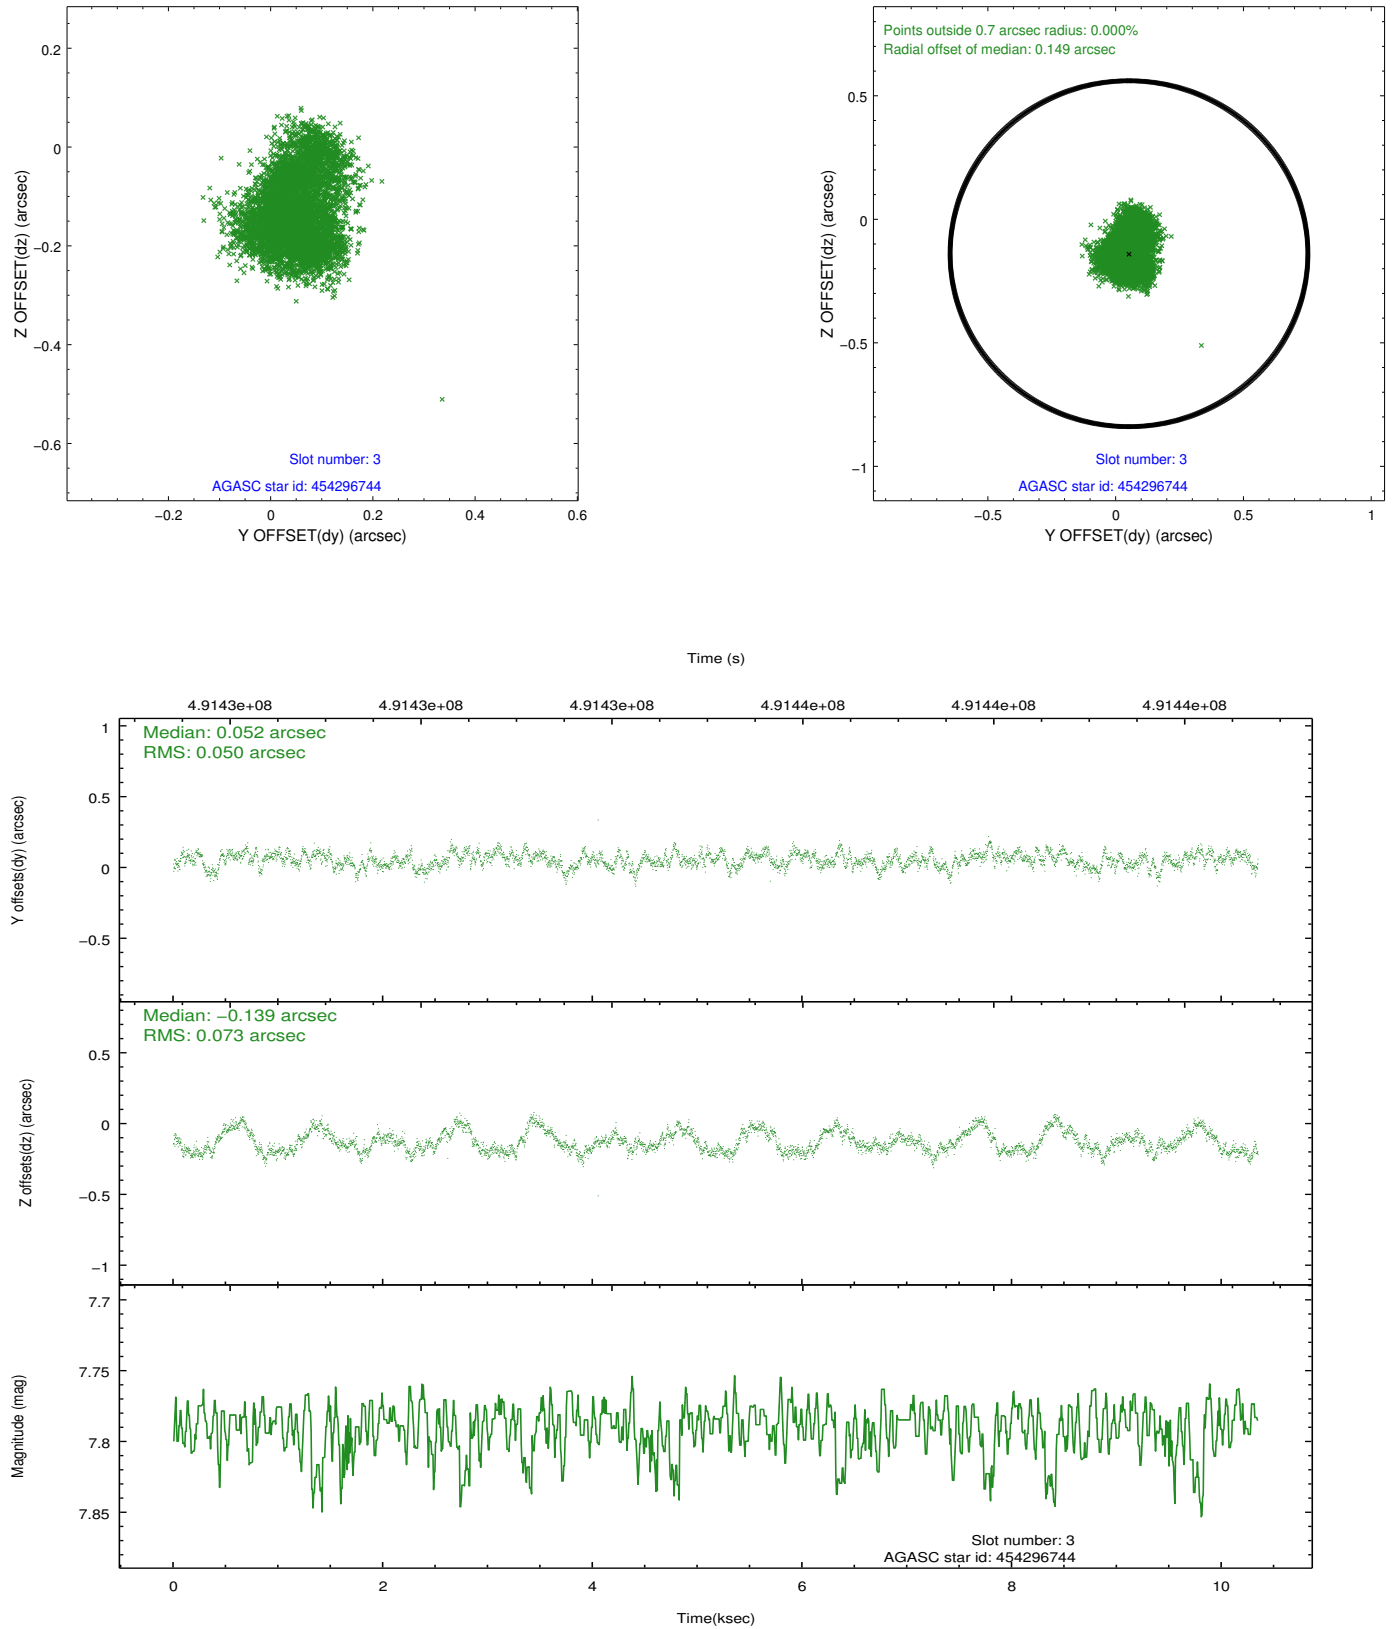 0.2
0
−0.2
−0.4
−0.6
Z OFFSET(dz) (arcsec)
Slot number: 3
AGASC star id: 454296744
−0.2 0 0.2 0.4 0.6
Y OFFSET(dy) (arcsec)
Points outside 0.7 arcsec radius: 0.000%
Radial offset of median: 0.149 arcsec
0.5
0
−0.5
−1
Z OFFSET(dz) (arcsec)
Slot number: 3
AGASC star id: 454296744
−0.5 0 0.5 1
Y OFFSET(dy) (arcsec)
Time (s)
4.9143e+08 4.9143e+08 4.9143e+08 4.9144e+08 4.9144e+08 4.9144e+08
Median: 0.052 arcsec
RMS: 0.050 arcsec
1
0.5
0
−0.5
Y offsets(dy) (arcsec)
Median: −0.139 arcsec
RMS: 0.073 arcsec
0.5
0
−0.5
−1
Z offsets(dz) (arcsec)
7.7
7.75
7.8
7.85
Magnitude (mag)
Slot number: 3
AGASC star id: 454296744
0 2 4 6 8 10
Time(ksec)